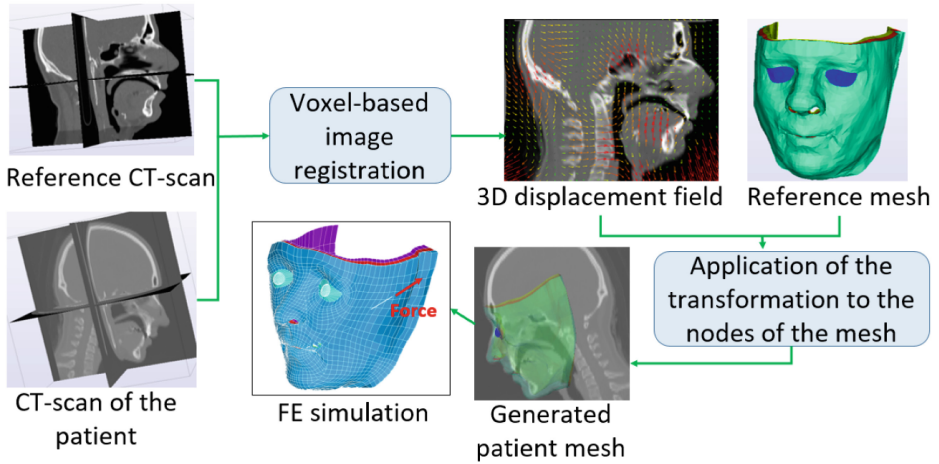 Reference CT-scan
Voxel-based
image
registration
3D displacement field
Reference mesh
CT-scan of the
patient
Force
FE simulation
Generated
patient mesh
Application of the
transformation to the
nodes of the mesh